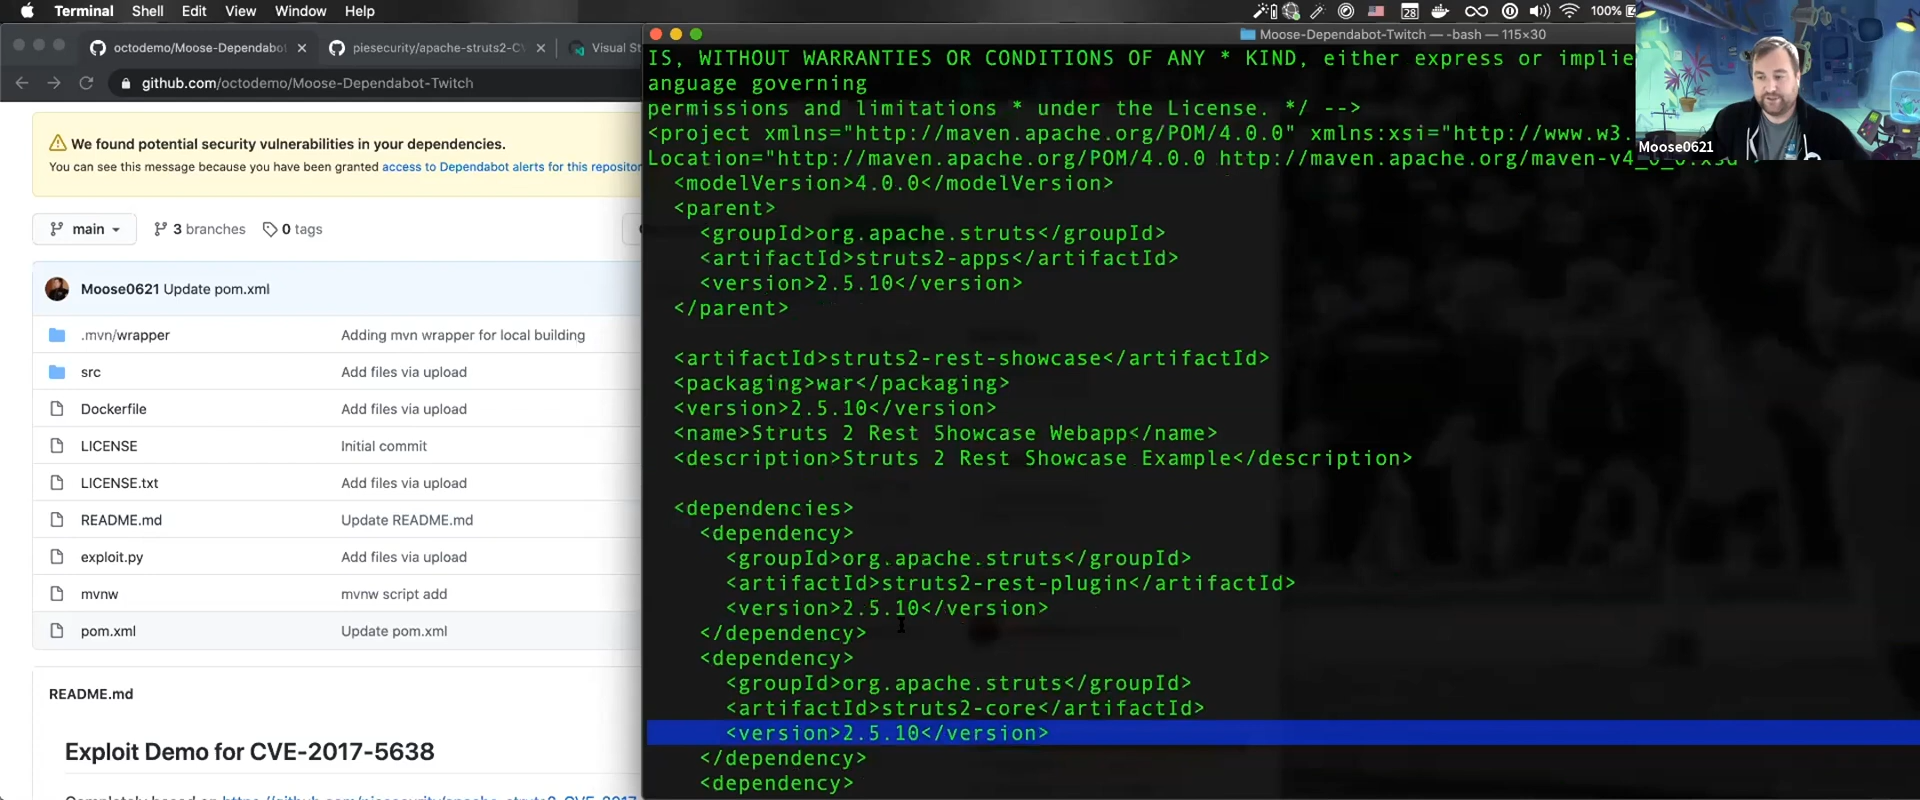 Terminal Shell Edit View Window Help
28
100%
octodemo/Moose-Dependabot
piesecurity/apache-struts2-CV
Visual St
github.com/octodemo/Moose-Dependabot-Twitch
We found potential security vulnerabilities in your dependencies.
You can see this message because you have been granted access to Dependabot alerts for this repositor
main
3 branches
0 tags
Moose0621 Update pom.xml
.mvn/wrapper Adding mvn wrapper for local building
src Add files via upload
Dockerfile Add files via upload
LICENSE Initial commit
LICENSE.txt Add files via upload
README.md Update README.md
exploit.py Add files via upload
mvnw mvnw script add
pom.xml Update pom.xml
README.md
Exploit Demo for CVE-2017-5638
Moose-Dependabot-Twitch — -bash — 115×30
IS, WITHOUT WARRANTIES OR CONDITIONS OF ANY * KIND, either express or implie
anguage governing
permissions and limitations * under the License. */ -->
<project xmlns="http://maven.apache.org/POM/4.0.0" xmlns:xsi="http://www.w3.
Location="http://maven.apache.org/POM/4.0.0 http://maven.apache.org/maven-v4_0_0.xsd">
<modelVersion>4.0.0</modelVersion>
<parent>
<groupId>org.apache.struts</groupId>
<artifactId>struts2-apps</artifactId>
<version>2.5.10</version>
</parent>
<artifactId>struts2-rest-showcase</artifactId>
<packaging>war</packaging>
<version>2.5.10</version>
<name>Struts 2 Rest Showcase Webapp</name>
<description>Struts 2 Rest Showcase Example</description>
<dependencies>
<dependency>
<groupId>org.apache.struts</groupId>
<artifactId>struts2-rest-plugin</artifactId>
<version>2.5.10</version>
</dependency>
<dependency>
<groupId>org.apache.struts</groupId>
<artifactId>struts2-core</artifactId>
<version>2.5.10</version>
</dependency>
<dependency>
Moose0621